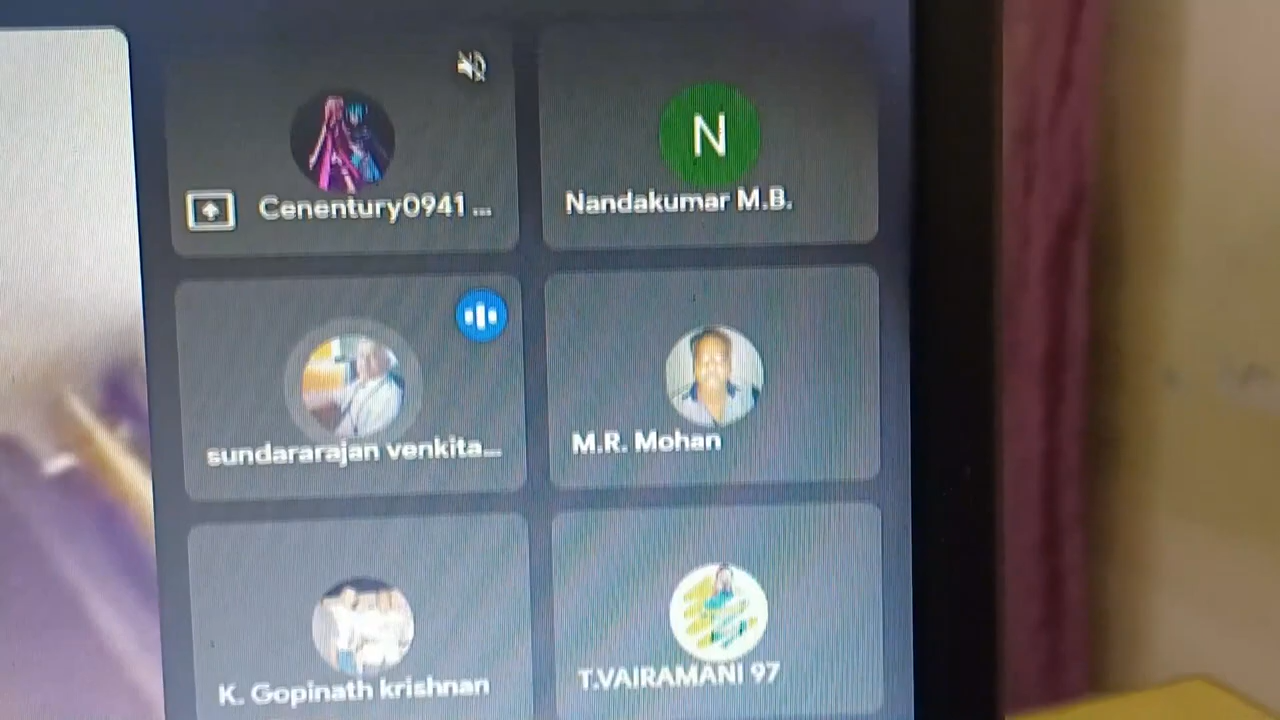 N
Cenentury0941 ...
Nandakumar M.B.
sundararajan venkita...
M.R. Mohan
K. Gopinath krishnan
T.VAIRAMANI 97